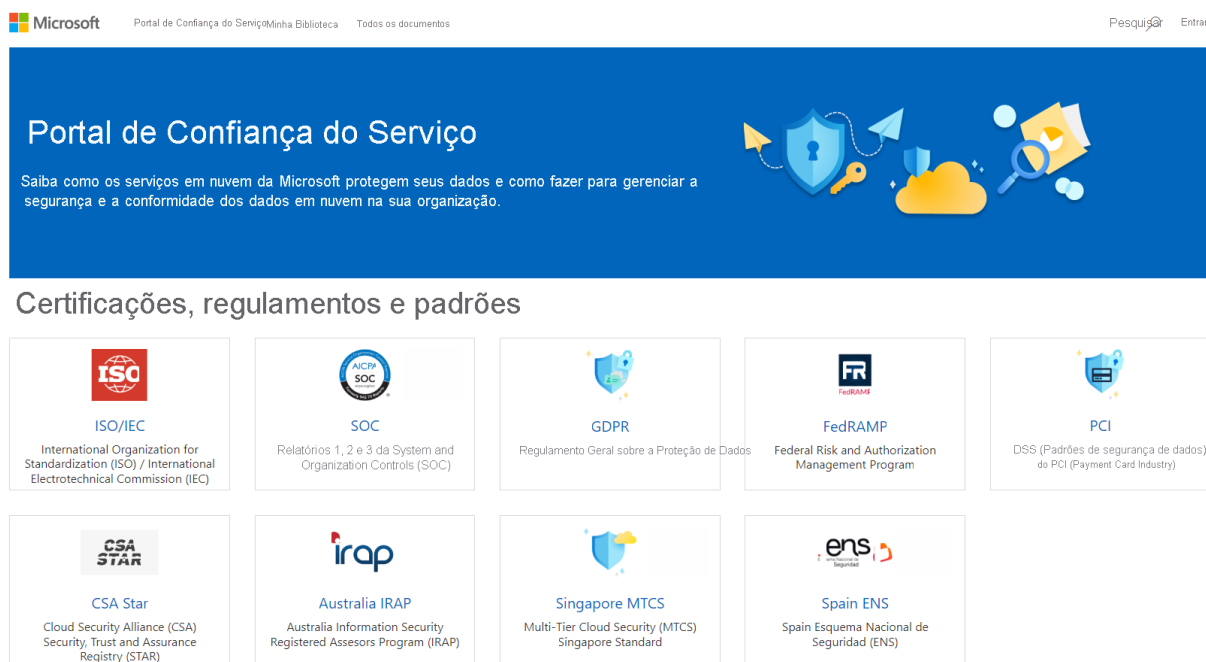 Microsoft Portal de Confiança do Serviço Minha Biblioteca Todos os documentos Pesquisar Entrar
Portal de Confiança do Serviço
Saiba como os serviços em nuvem da Microsoft protegem seus dados e como fazer para gerenciar a
segurança e a conformidade dos dados em nuvem na sua organização.
Certificações, regulamentos e padrões
ISO
ISO/IEC
International Organization for
Standardization (ISO) / International
Electrotechnical Commission (IEC)
AICPA
SOC
SOC
Relatórios 1, 2 e 3 da System and
Organization Controls (SOC)
GDPR
Regulamento Geral sobre a Proteção de Dados
FR
FedRAMP
FedRAMP
Federal Risk and Authorization
Management Program
PCI
DSS (Padrões de segurança de dados)
do PCI (Payment Card Industry)
CSA
STAR
CSA Star
Cloud Security Alliance (CSA)
Security, Trust and Assurance
Registry (STAR)
irap
Australia IRAP
Australia Information Security
Registered Assesors Program (IRAP)
Singapore MTCS
Multi-Tier Cloud Security (MTCS)
Singapore Standard
ens
Seguridad
Spain ENS
Spain Esquema Nacional de
Seguridad (ENS)